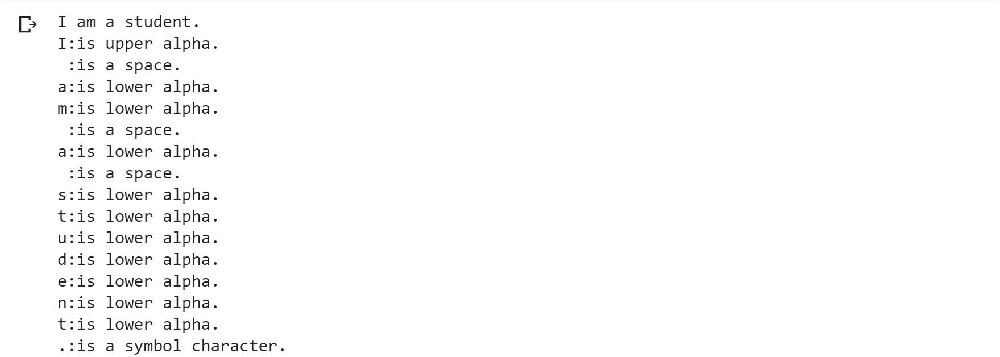 I am a student.
I:is upper alpha.
 :is a space.
a:is lower alpha.
m:is lower alpha.
 :is a space.
a:is lower alpha.
 :is a space.
s:is lower alpha.
t:is lower alpha.
u:is lower alpha.
d:is lower alpha.
e:is lower alpha.
n:is lower alpha.
t:is lower alpha.
.:is a symbol character.